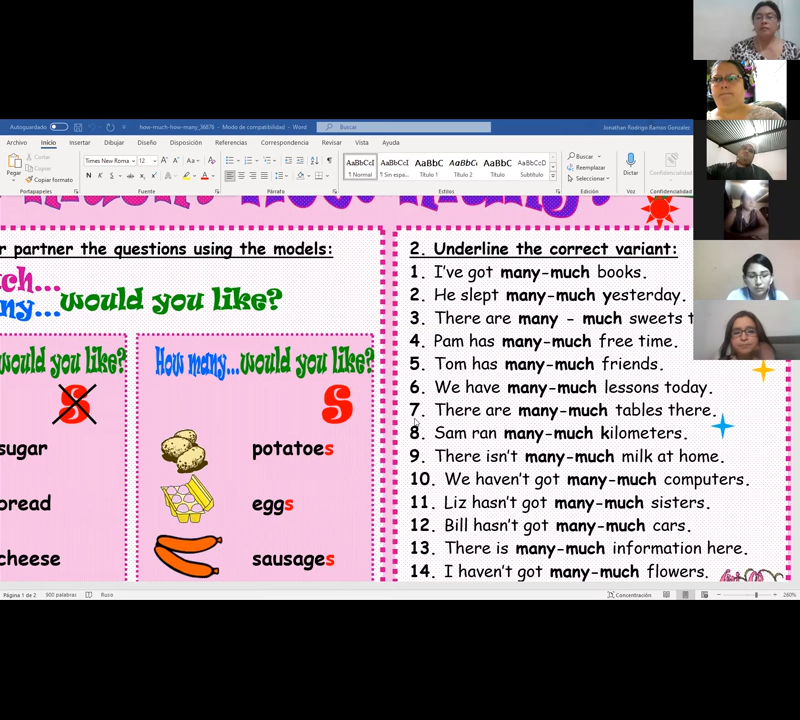 Autoguardado
how-much-how-many_36876 - Modo de compatibilidad - Word
Buscar
Jonathan Rodrigo Ramos Gonzalez
Archivo Inicio Insertar Dibujar Diseño Disposición Referencias Correspondencia Revisar Vista Ayuda
Pegar
Cortar
Copiar
Copiar formato
Times New Roma 12
N K S
AaBbCcI AaBbCcI AaBbC AaBbG AaBbC AaBbCcD
¶ Normal ¶ Sin espa... Título 1 Título 2 Título Subtítulo
Buscar
Reemplazar
Seleccionar
Dictar
Confidencialidad
Portapapeles Fuente Párrafo Estilos Edición Voz Confidencialidad
r partner the questions using the models:
ch...
ny...would you like?
would you like?
S
sugar
bread
cheese
How many...would you like?
S
potatoes
eggs
sausages
2. Underline the correct variant:
1. I've got many-much books.
2. He slept many-much yesterday.
3. There are many - much sweets t
4. Pam has many-much free time.
5. Tom has many-much friends.
6. We have many-much lessons today.
7. There are many-much tables there.
8. Sam ran many-much kilometers.
9. There isn't many-much milk at home.
10. We haven't got many-much computers.
11. Liz hasn't got many-much sisters.
12. Bill hasn't got many-much cars.
13. There is many-much information here.
14. I haven't got many-much flowers.
Página 1 de 2 900 palabras Ruso Concentración 260%